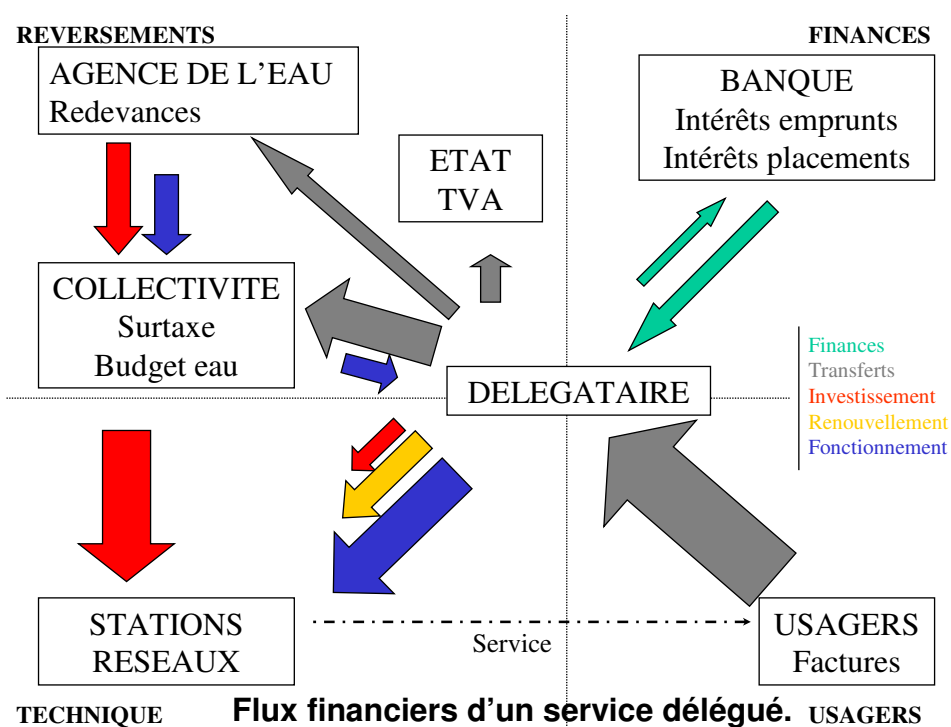 REVERSEMENTS
FINANCES
AGENCE DE L'EAU
Redevances
BANQUE
Intérêts emprunts
Intérêts placements
ETAT
TVA
COLLECTIVITE
Surtaxe
Budget eau
DELEGATAIRE
Finances
Transferts
Investissement
Renouvellement
Fonctionnement
STATIONS
RESEAUX
Service
USAGERS
Factures
TECHNIQUE
Flux financiers d'un service délégué.
USAGERS